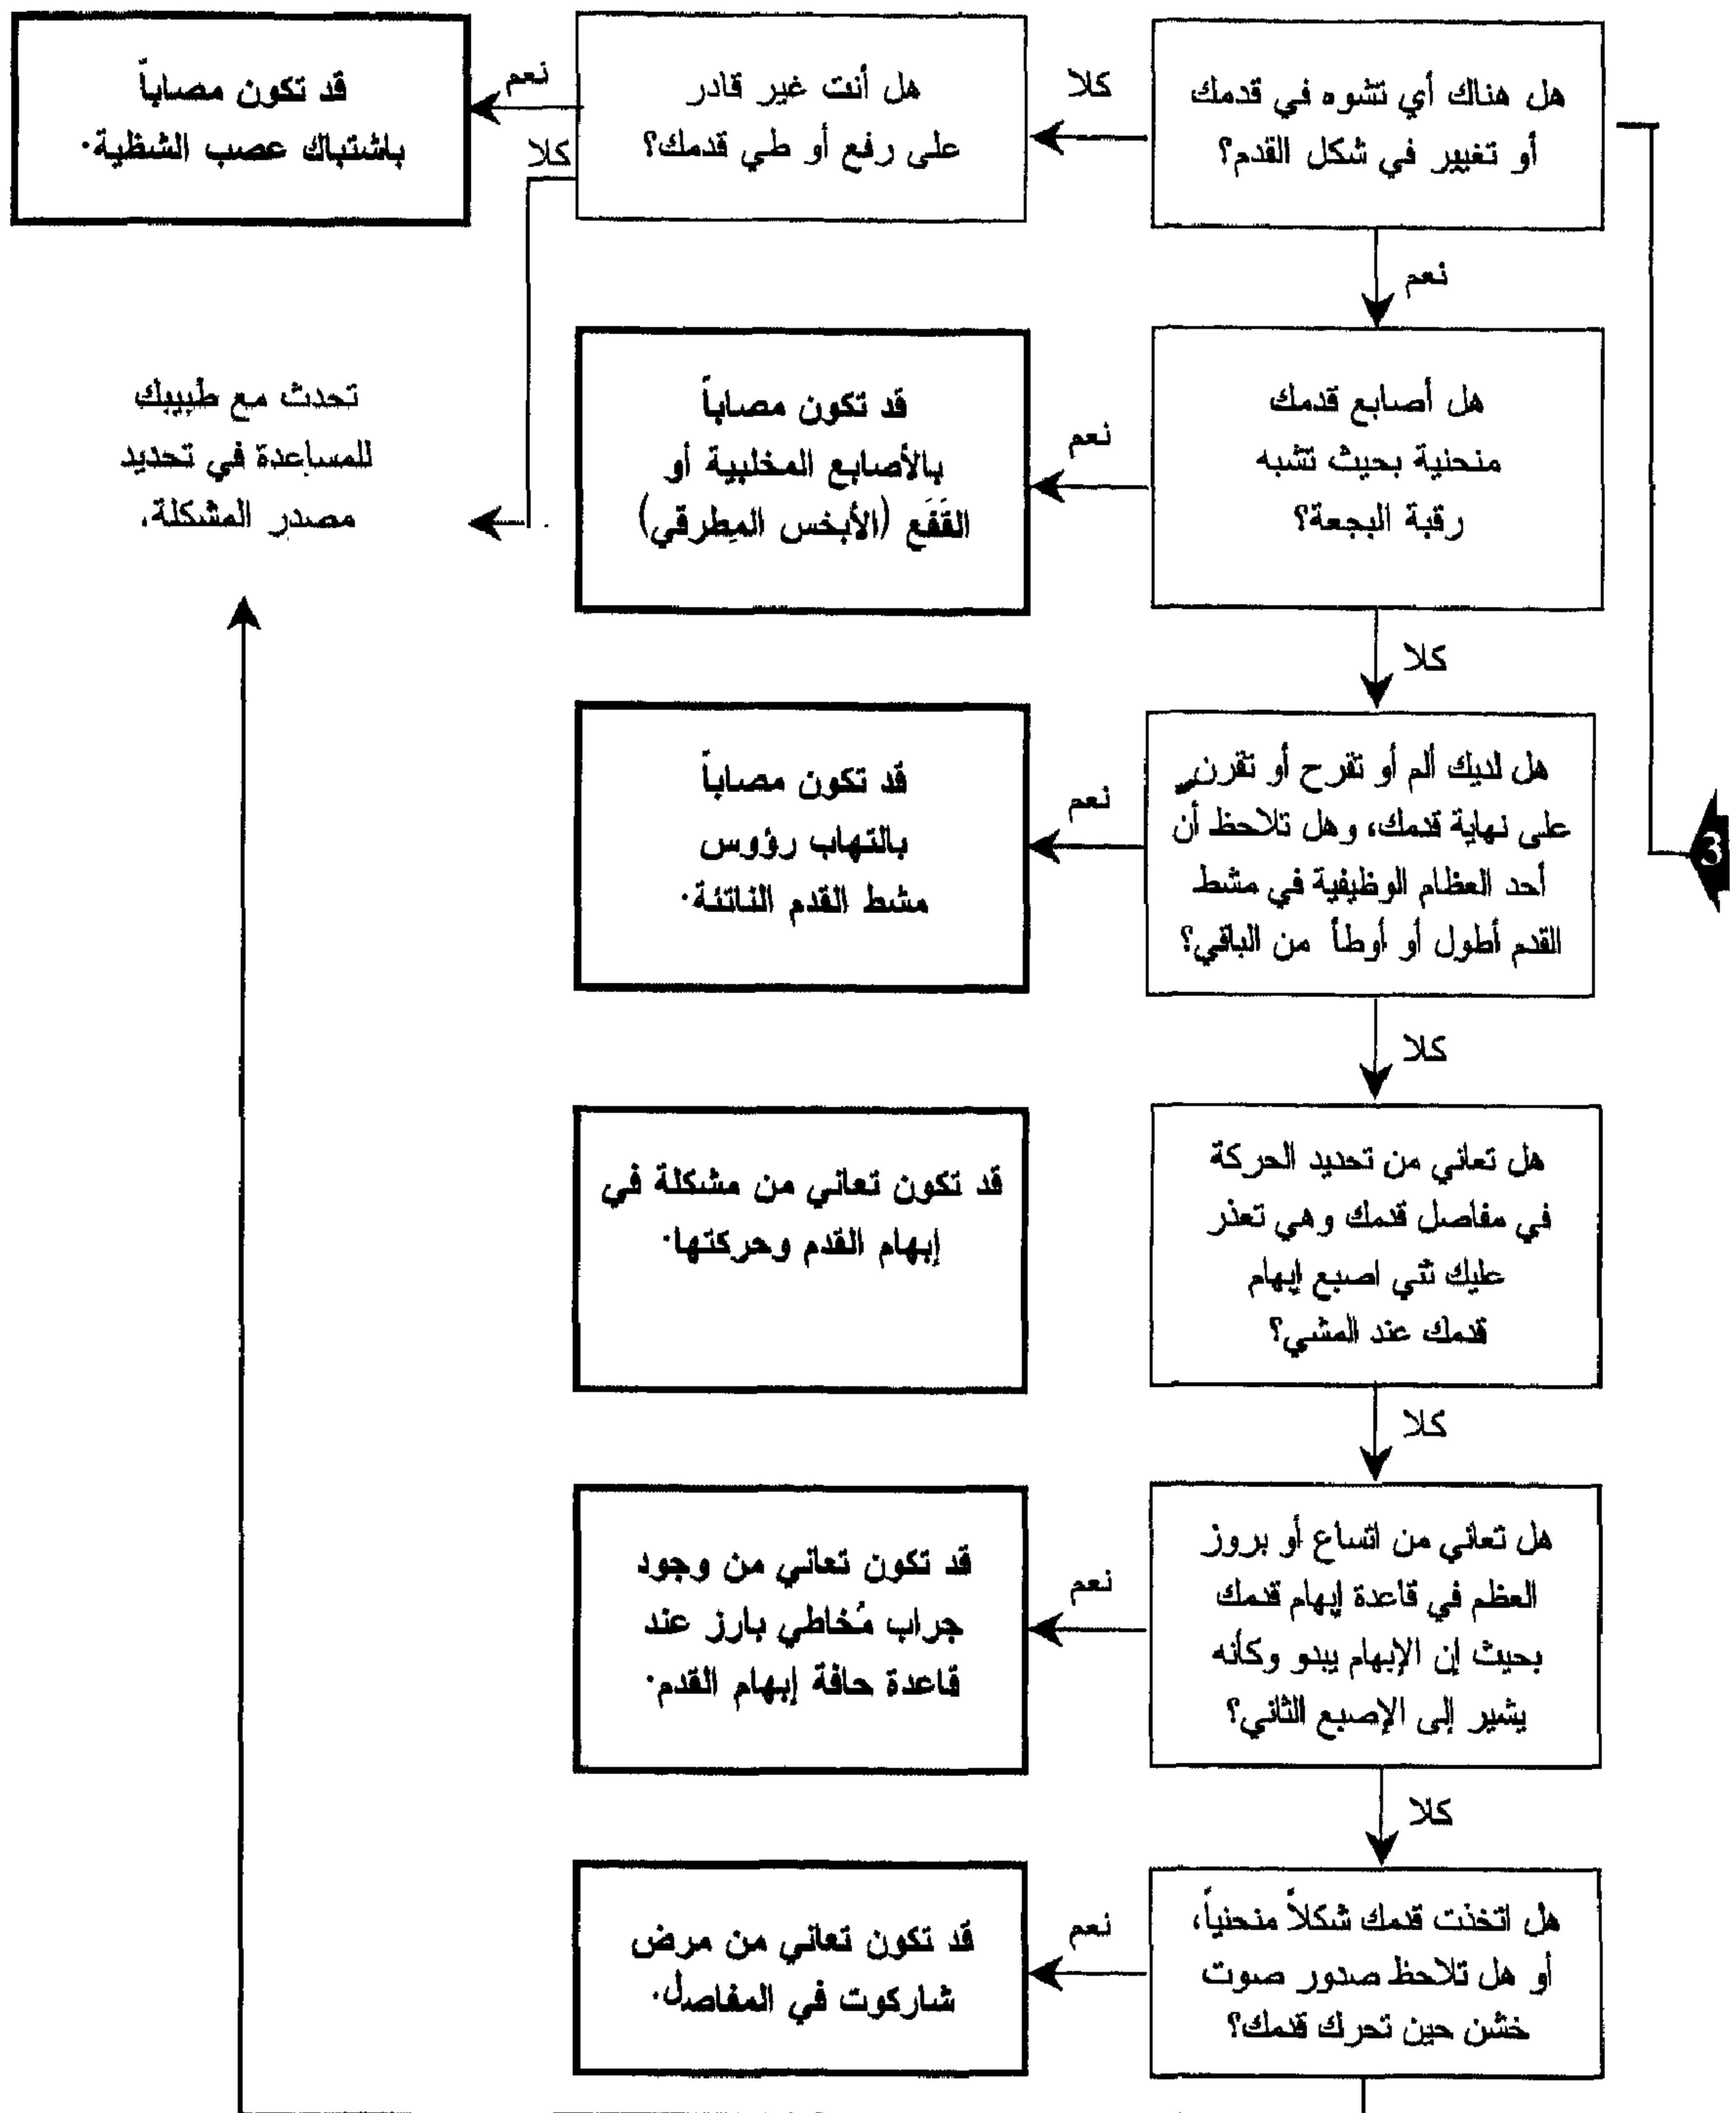 هل هناك أي تشوه في قدمك
أو تغيير في شكل القدم؟
كلا
هل أنت غير قادر
على رفع أو طي قدمك؟
نعم
قد تكون مصاباً
باشتباك عصب الشظية.
كلا
نعم
هل أصابع قدمك
منحنية بحيث تشبه
رقبة البجعة؟
نعم
قد تكون مصاباً
بالأصابع المخلبية أو
القَفَع (الأبخس المِطرقي)
تحدث مع طبيبك
للمساعدة في تحديد
مصدر المشكلة.
كلا
هل لديك ألم أو تقرح أو تقرن
على نهاية قدمك، وهل تلاحظ أن
أحد العظام الوظيفية في مشط
القدم أطول أو أوطأ من الباقي؟
نعم
قد تكون مصاباً
بالتهاب رؤوس
مشط القدم الناتئة.
3
كلا
هل تعاني من تحديد الحركة
في مفاصل قدمك وهي تعذر
عليك ثني اصبع إبهام
قدمك عند المشي؟
قد تكون تعاني من مشكلة في
إبهام القدم وحركتها.
كلا
هل تعاني من اتساع أو بروز
العظم في قاعدة إبهام قدمك
بحيث إن الإبهام يبدو وكأنه
يشير إلى الإصبع الثاني؟
نعم
قد تكون تعاني من وجود
جراب مُخاطي بارز عند
قاعدة حافة إبهام القدم.
كلا
هل اتخذت قدمك شكلاً منحنياً،
أو هل تلاحظ صدور صوت
خشن حين تحرك قدمك؟
نعم
قد تكون تعاني من مرض
شاركوت في المفاصل.